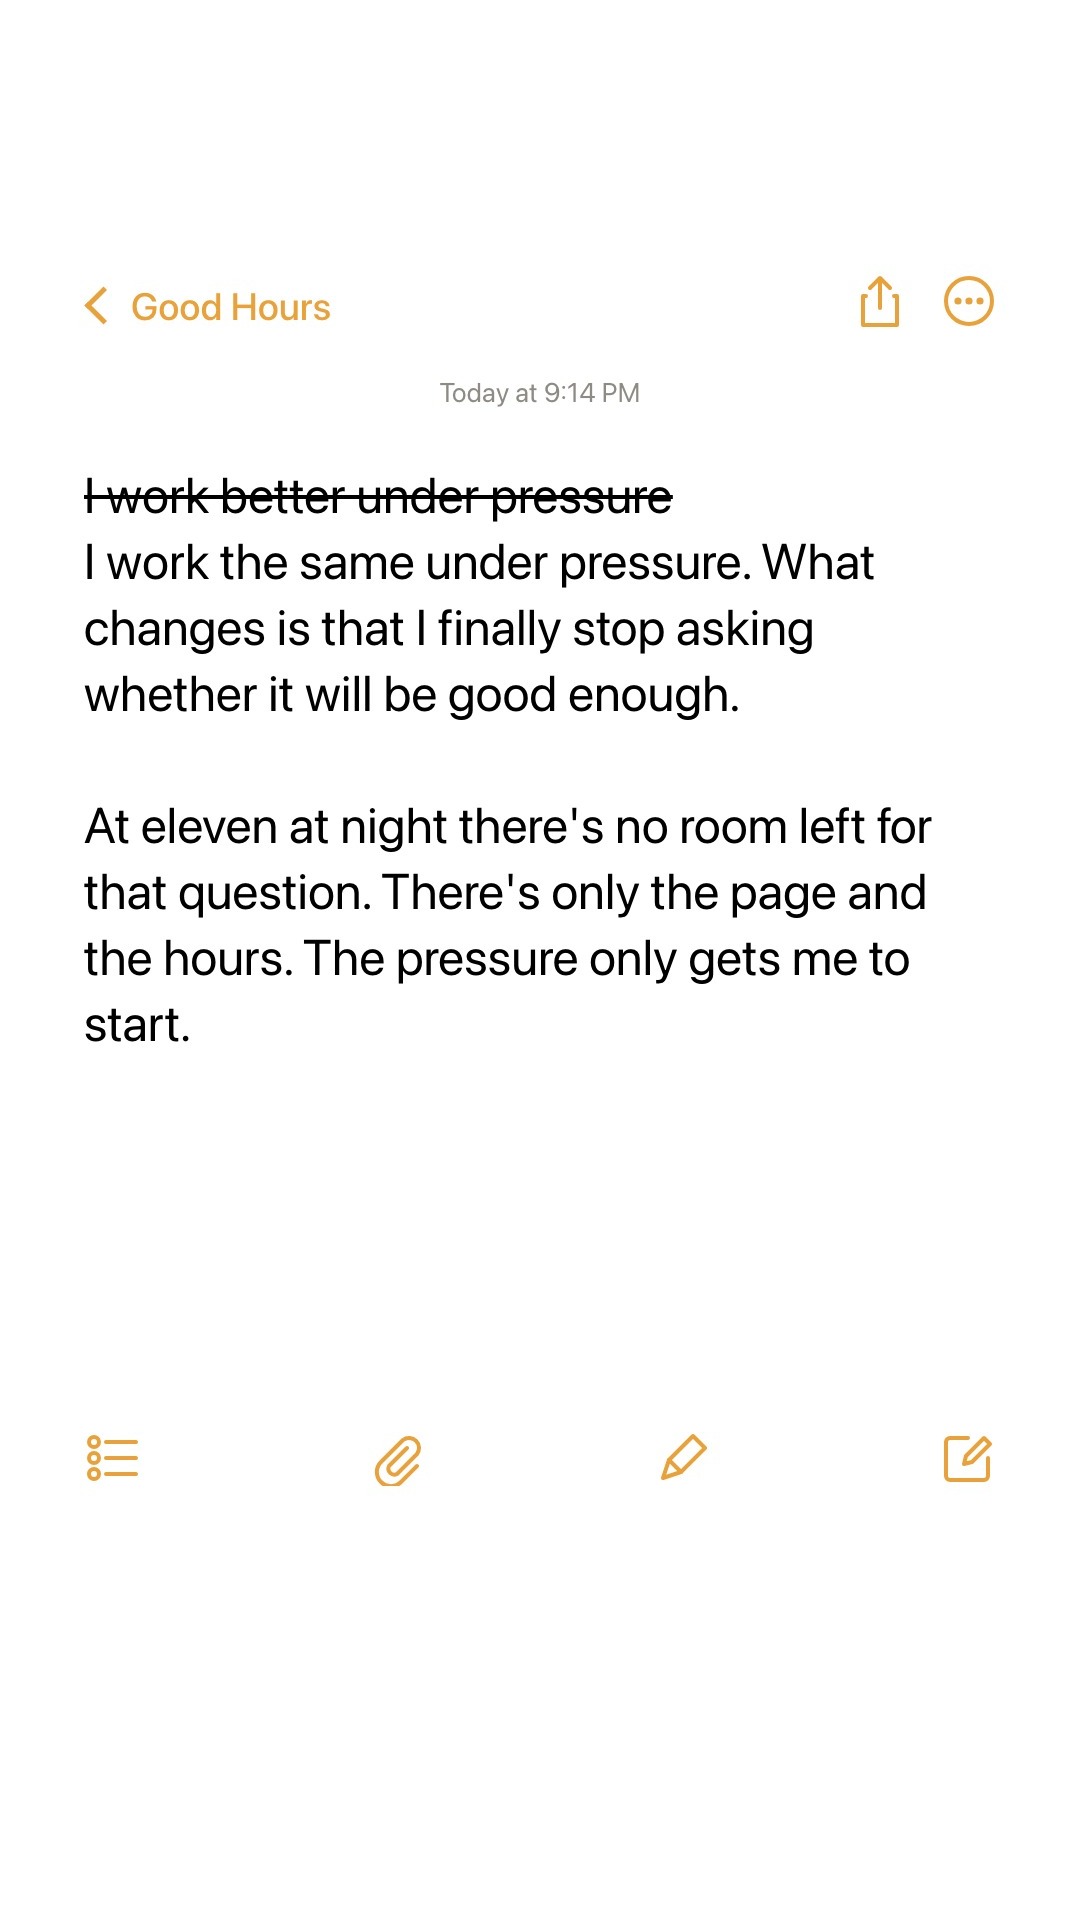 Good Hours
Today at 9:14 PM
I work better under pressure
I work the same under pressure. What
changes is that I finally stop asking
whether it will be good enough.
At eleven at night there's no room left for
that question. There's only the page and
the hours. The pressure only gets me to
start.